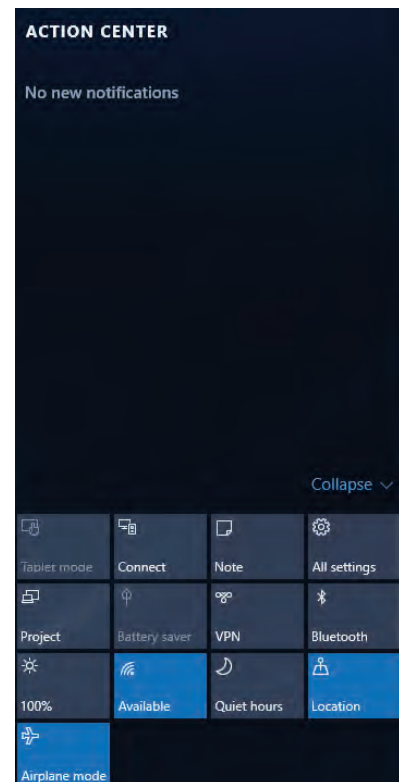 ACTION CENTER
No new notifications
Collapse
Tablet mode
Connect
Note
All settings
Project
Battery saver
VPN
Bluetooth
100%
Available
Quiet hours
Location
Airplane mode